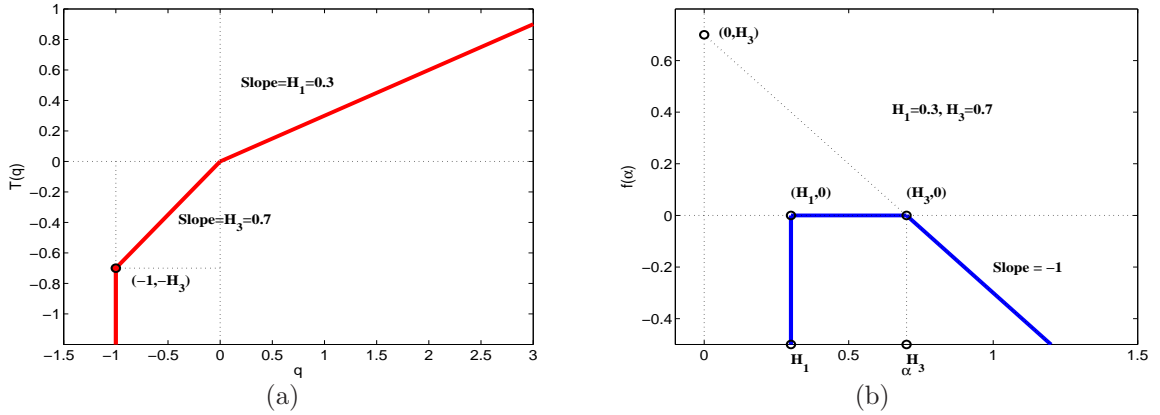 1
0.8
0.6
0.4
0.2
0
−0.2
−0.4
−0.6
−0.8
−1
T(q)
−1.5 −1 −0.5 0 0.5 1 1.5 2 2.5 3
q
Slope=H1=0.3
Slope=H3=0.7
(−1,−H3)
(a)
0.6
0.4
0.2
0
−0.2
−0.4
f(α)
0 0.5 1 1.5
(0,H3)
H1=0.3, H3=0.7
(H1,0) (H3,0)
Slope = −1
H1 H3
α
(b)